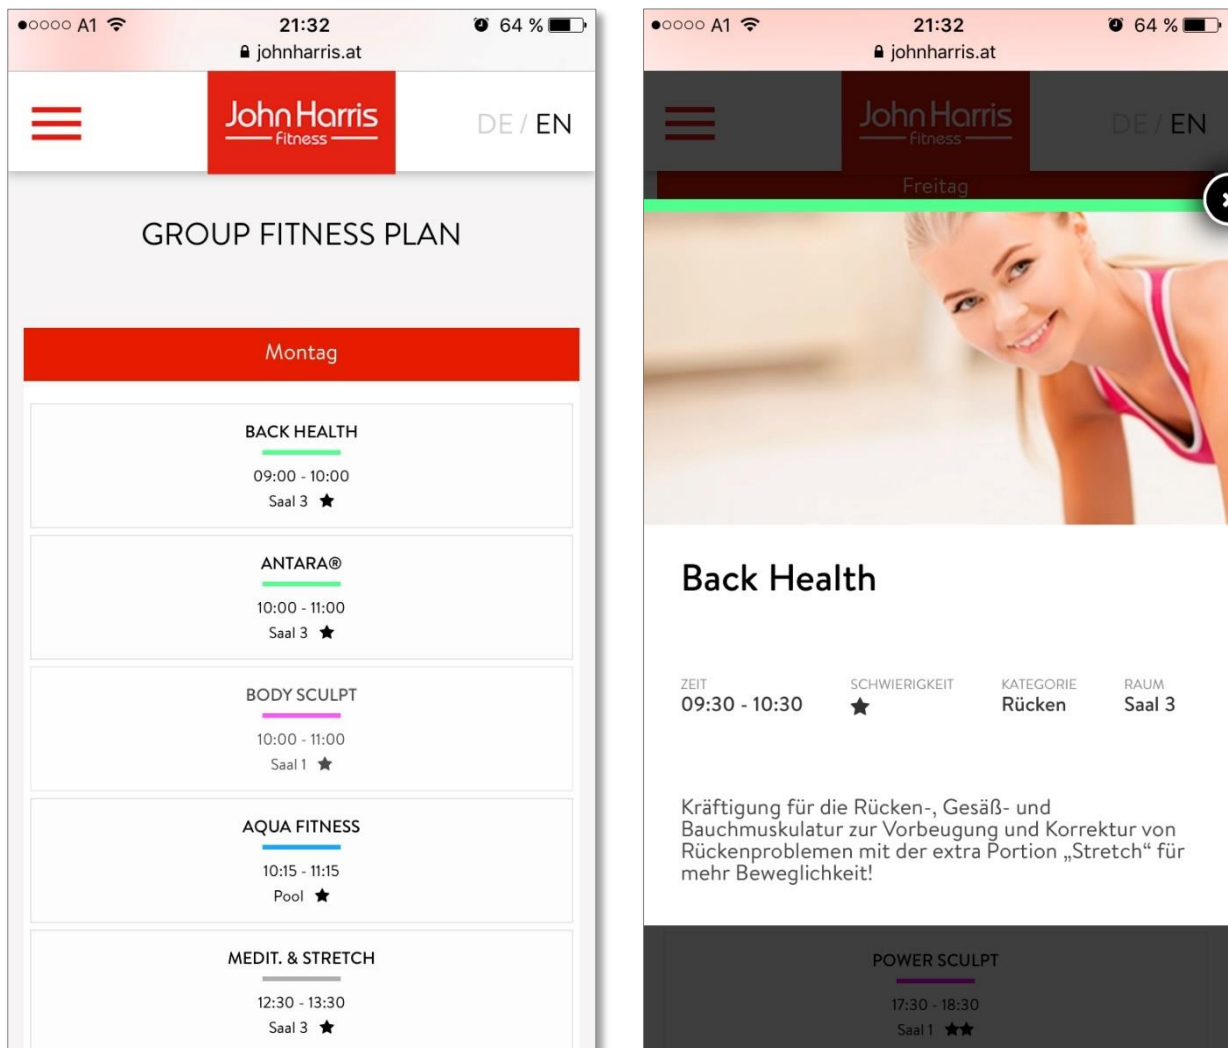 A1 21:32 64 %
johnharris.at
John Harris
Fitness
DE / EN
GROUP FITNESS PLAN
Montag
BACK HEALTH
09:00 - 10:00
Saal 3 ★
ANTARA®
10:00 - 11:00
Saal 3 ★
BODY SCULPT
10:00 - 11:00
Saal 1 ★
AQUA FITNESS
10:15 - 11:15
Pool ★
MEDIT. & STRETCH
12:30 - 13:30
Saal 3 ★
A1 21:32 64 %
johnharris.at
John Harris
Fitness
DE / EN
Freitag
Back Health
ZEIT SCHWIERIGKEIT KATEGORIE RAUM
09:30 - 10:30 ★ Rücken Saal 3
Kräftigung für die Rücken-, Gesäß- und
Bauchmuskulatur zur Vorbeugung und Korrektur von
Rückenproblemen mit der extra Portion „Stretch“ für
mehr Beweglichkeit!
POWER SCULPT
17:30 - 18:30
Saal 1 ★★